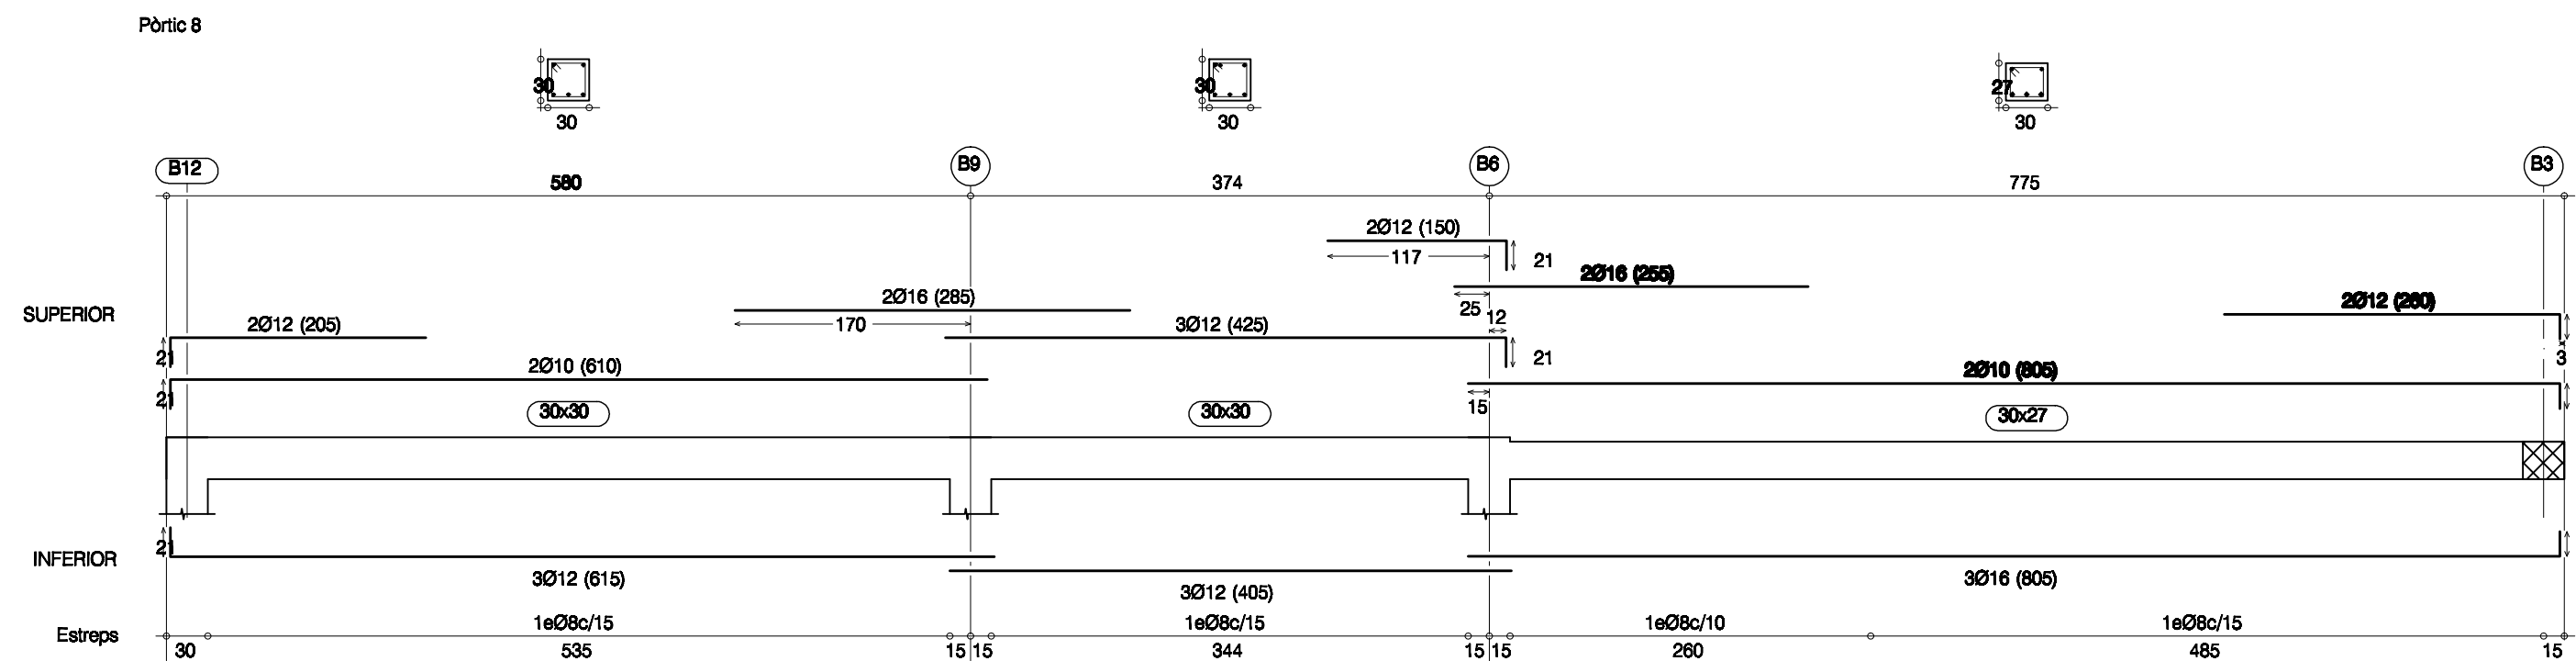 Pòrtic 8
30
30
30
30
27
30
B12
B9
B6
B3
580
374
775
2Ø12 (150)
117
21
2Ø16 (255)
25
12
2Ø16 (285)
170
SUPERIOR
2Ø12 (205)
21
3Ø12 (425)
21
2Ø12 (260)
3
2Ø10 (610)
21
2Ø10 (805)
15
30x30
30x30
30x27
21
INFERIOR
3Ø12 (615)
3Ø12 (405)
3Ø16 (805)
Estreps
1eØ8c/15
1eØ8c/15
1eØ8c/10
1eØ8c/15
30
535
15
15
344
15
15
260
485
15